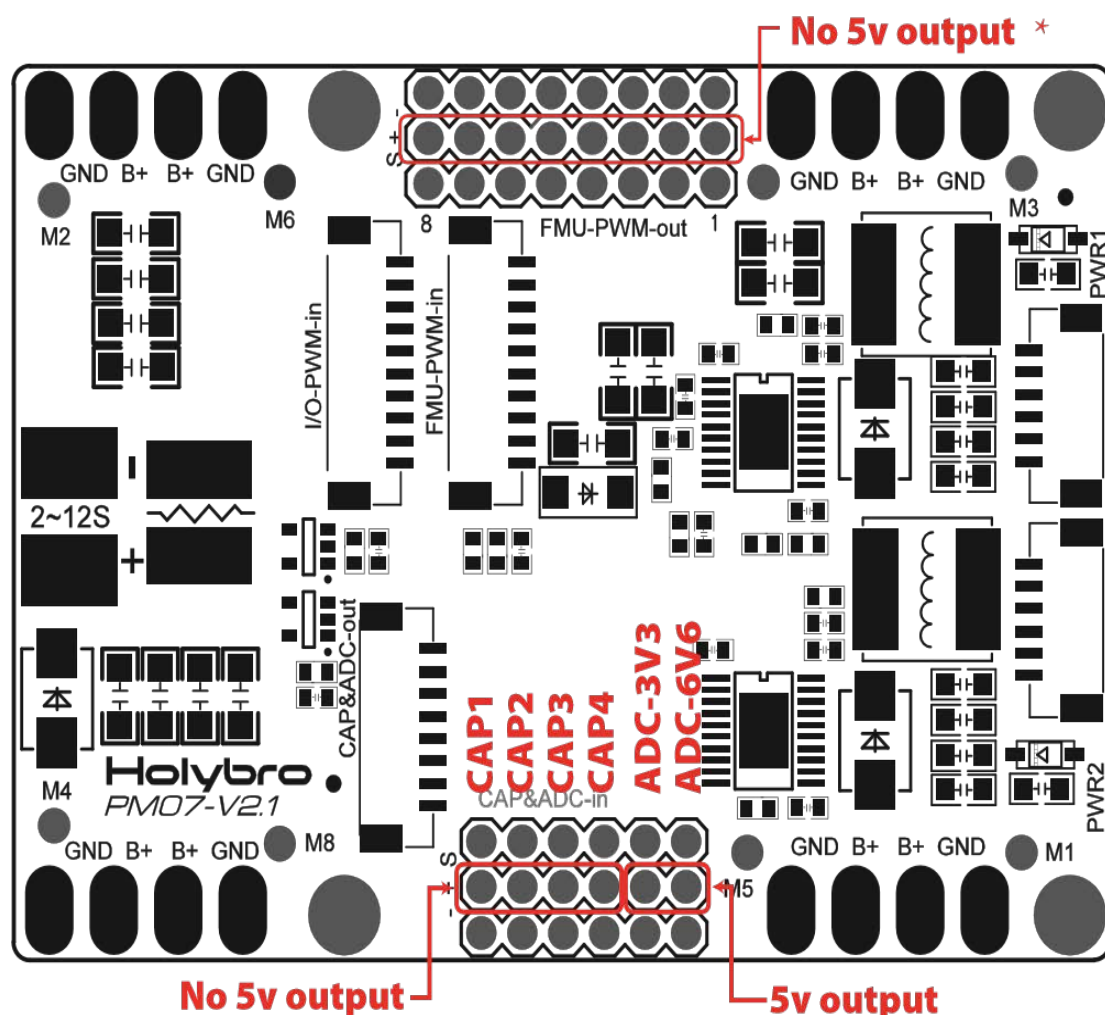 No 5v output *
S + -
GND B+ B+ GND
GND B+ B+ GND
M2
M6
8
FMU-PWM-out
1
M3
PWR1
I/O-PWM-in
FMU-PWM-in
-
2~12S
+
CAP&ADC-out
CAP1
CAP2
CAP3
CAP4
ADC-3V3
ADC-6V6
CAP&ADC-in
Holybro
PM07-V2.1
M4
PWR2
GND B+ B+ GND
M8
- + S
M5
GND B+ B+ GND
M1
No 5v output
5v output